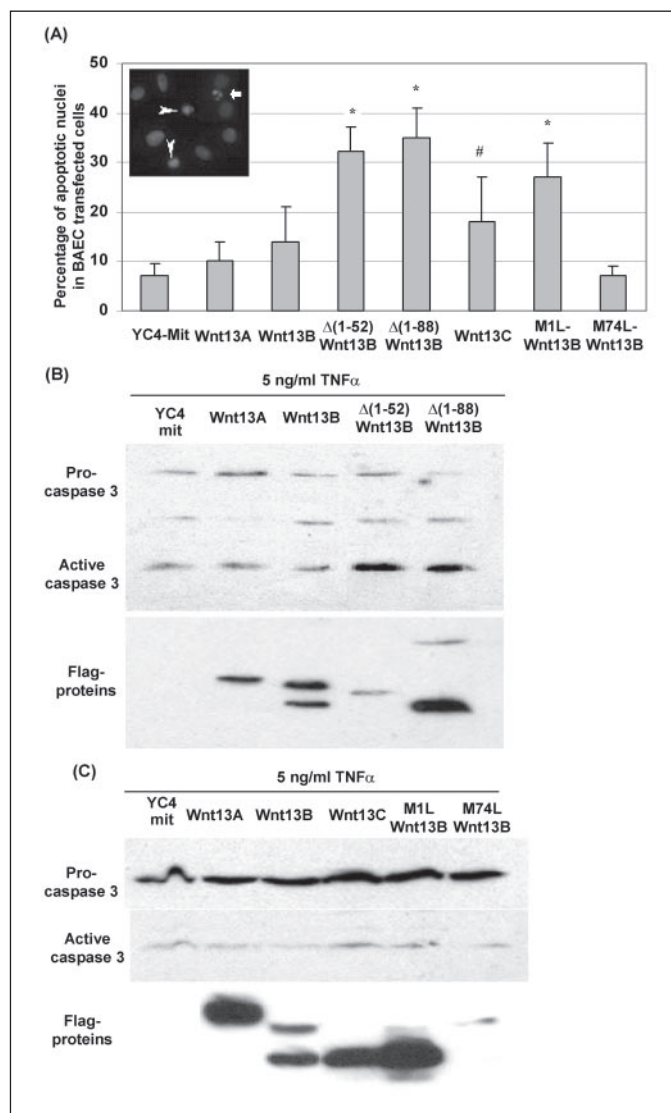 (A)
50
40
30
20
10
0
Percentage of apoptotic nuclei
in BAEC transfected cells
* * # *
YC4-Mit Wnt13A Wnt13B Δ(1-52) Δ(1-88) Wnt13C M1L- M74L-
Wnt13B Wnt13B Wnt13B Wnt13B
(B)
5 ng/ml TNFα
YC4
mit
Wnt13A Wnt13B Δ(1-52) Δ(1-88)
Wnt13B Wnt13B
Pro-
caspase 3
Active
caspase 3
Flag-
proteins
(C)
5 ng/ml TNFα
YC4
mit
Wnt13A Wnt13B Wnt13C M1L M74L
Wnt13B Wnt13B
Pro-
caspase 3
Active
caspase 3
Flag-
proteins